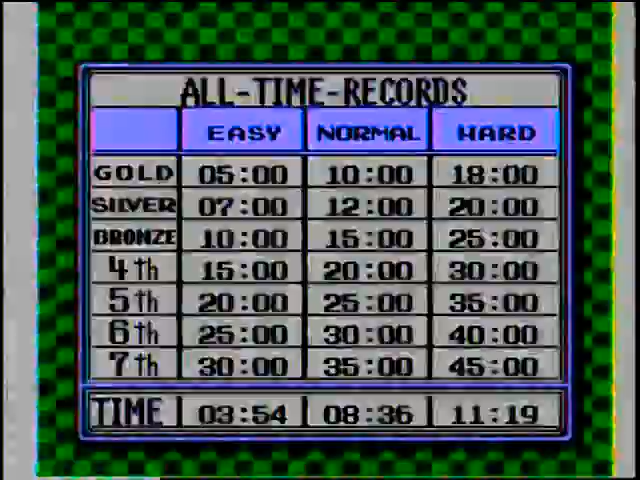 ALL-TIME-RECORDS
EASY NORMAL HARD
GOLD 05:00 10:00 18:00
SILVER 07:00 12:00 20:00
BRONZE 10:00 15:00 25:00
4th 15:00 20:00 30:00
5th 20:00 25:00 35:00
6th 25:00 30:00 40:00
7th 30:00 35:00 45:00
TIME 03:54 08:36 11:19